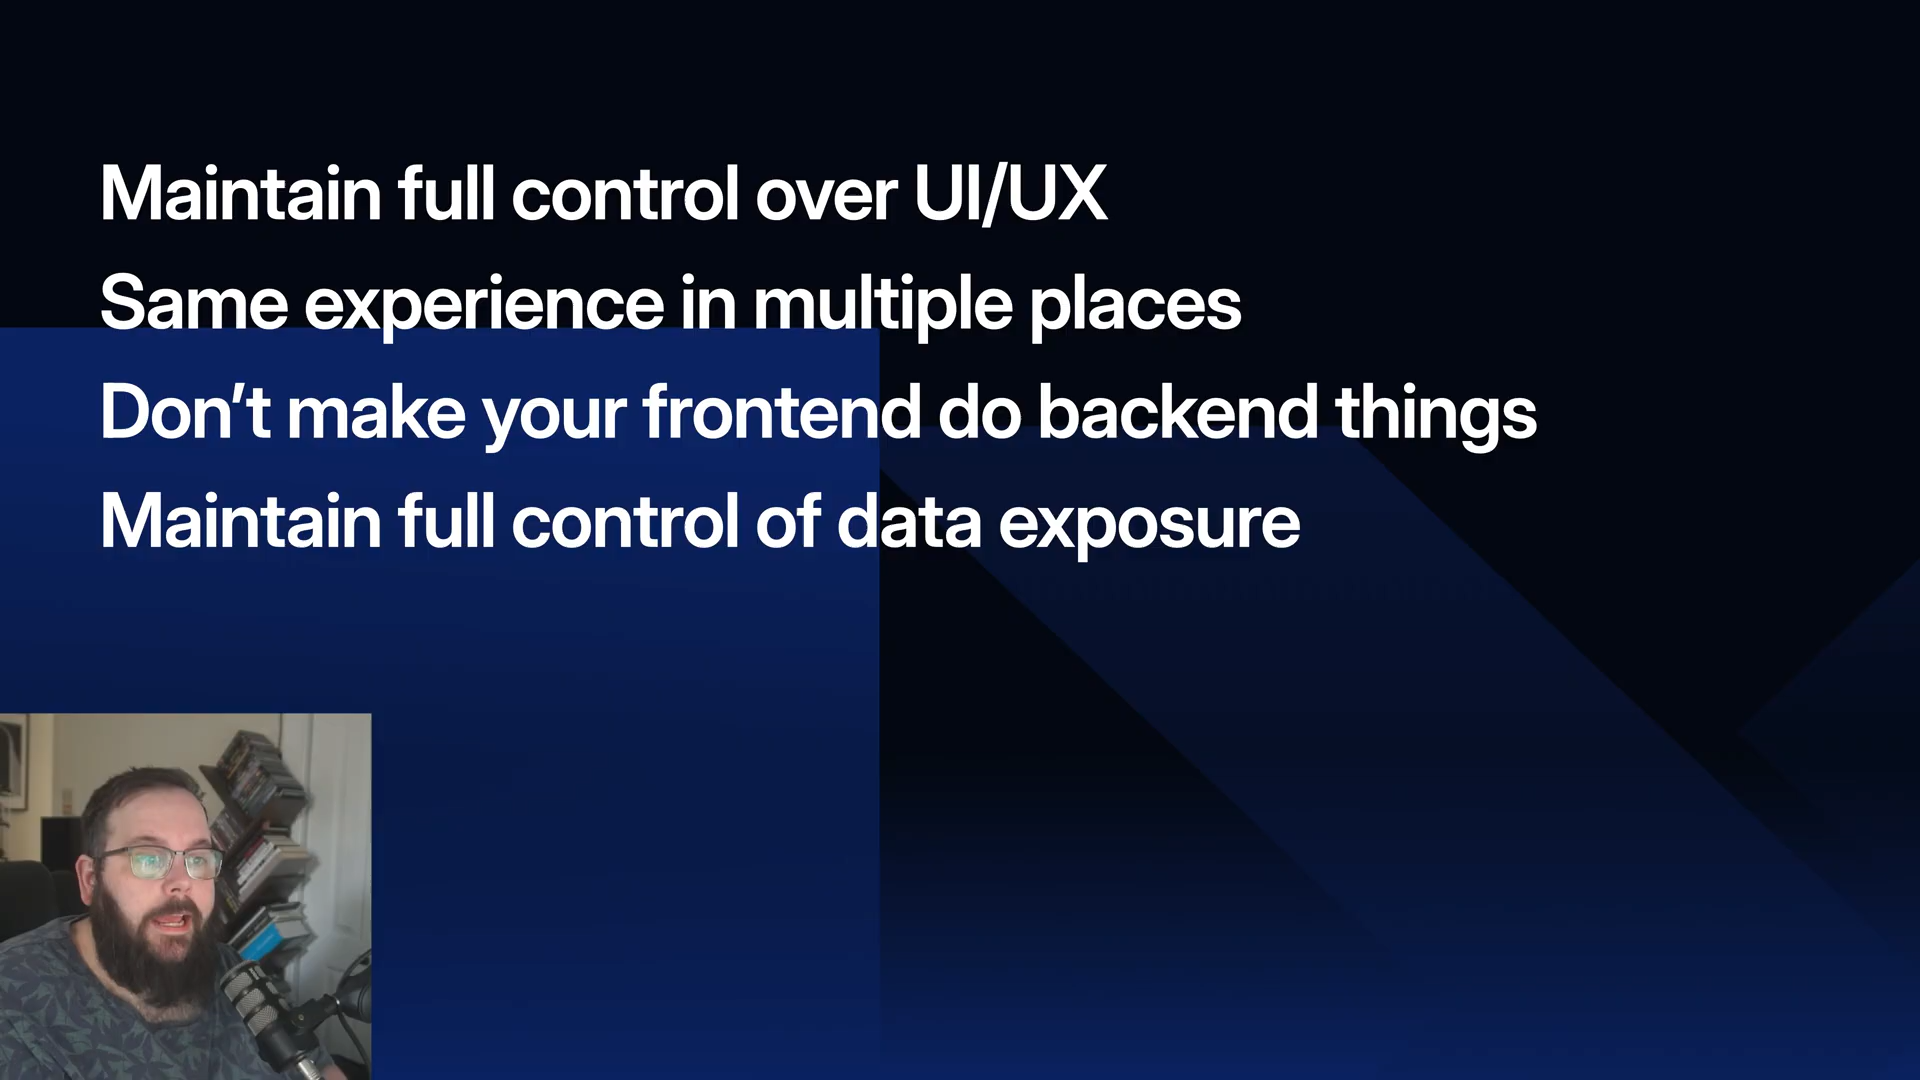 Maintain full control over UI/UX
Same experience in multiple places
Don’t make your frontend do backend things
Maintain full control of data exposure